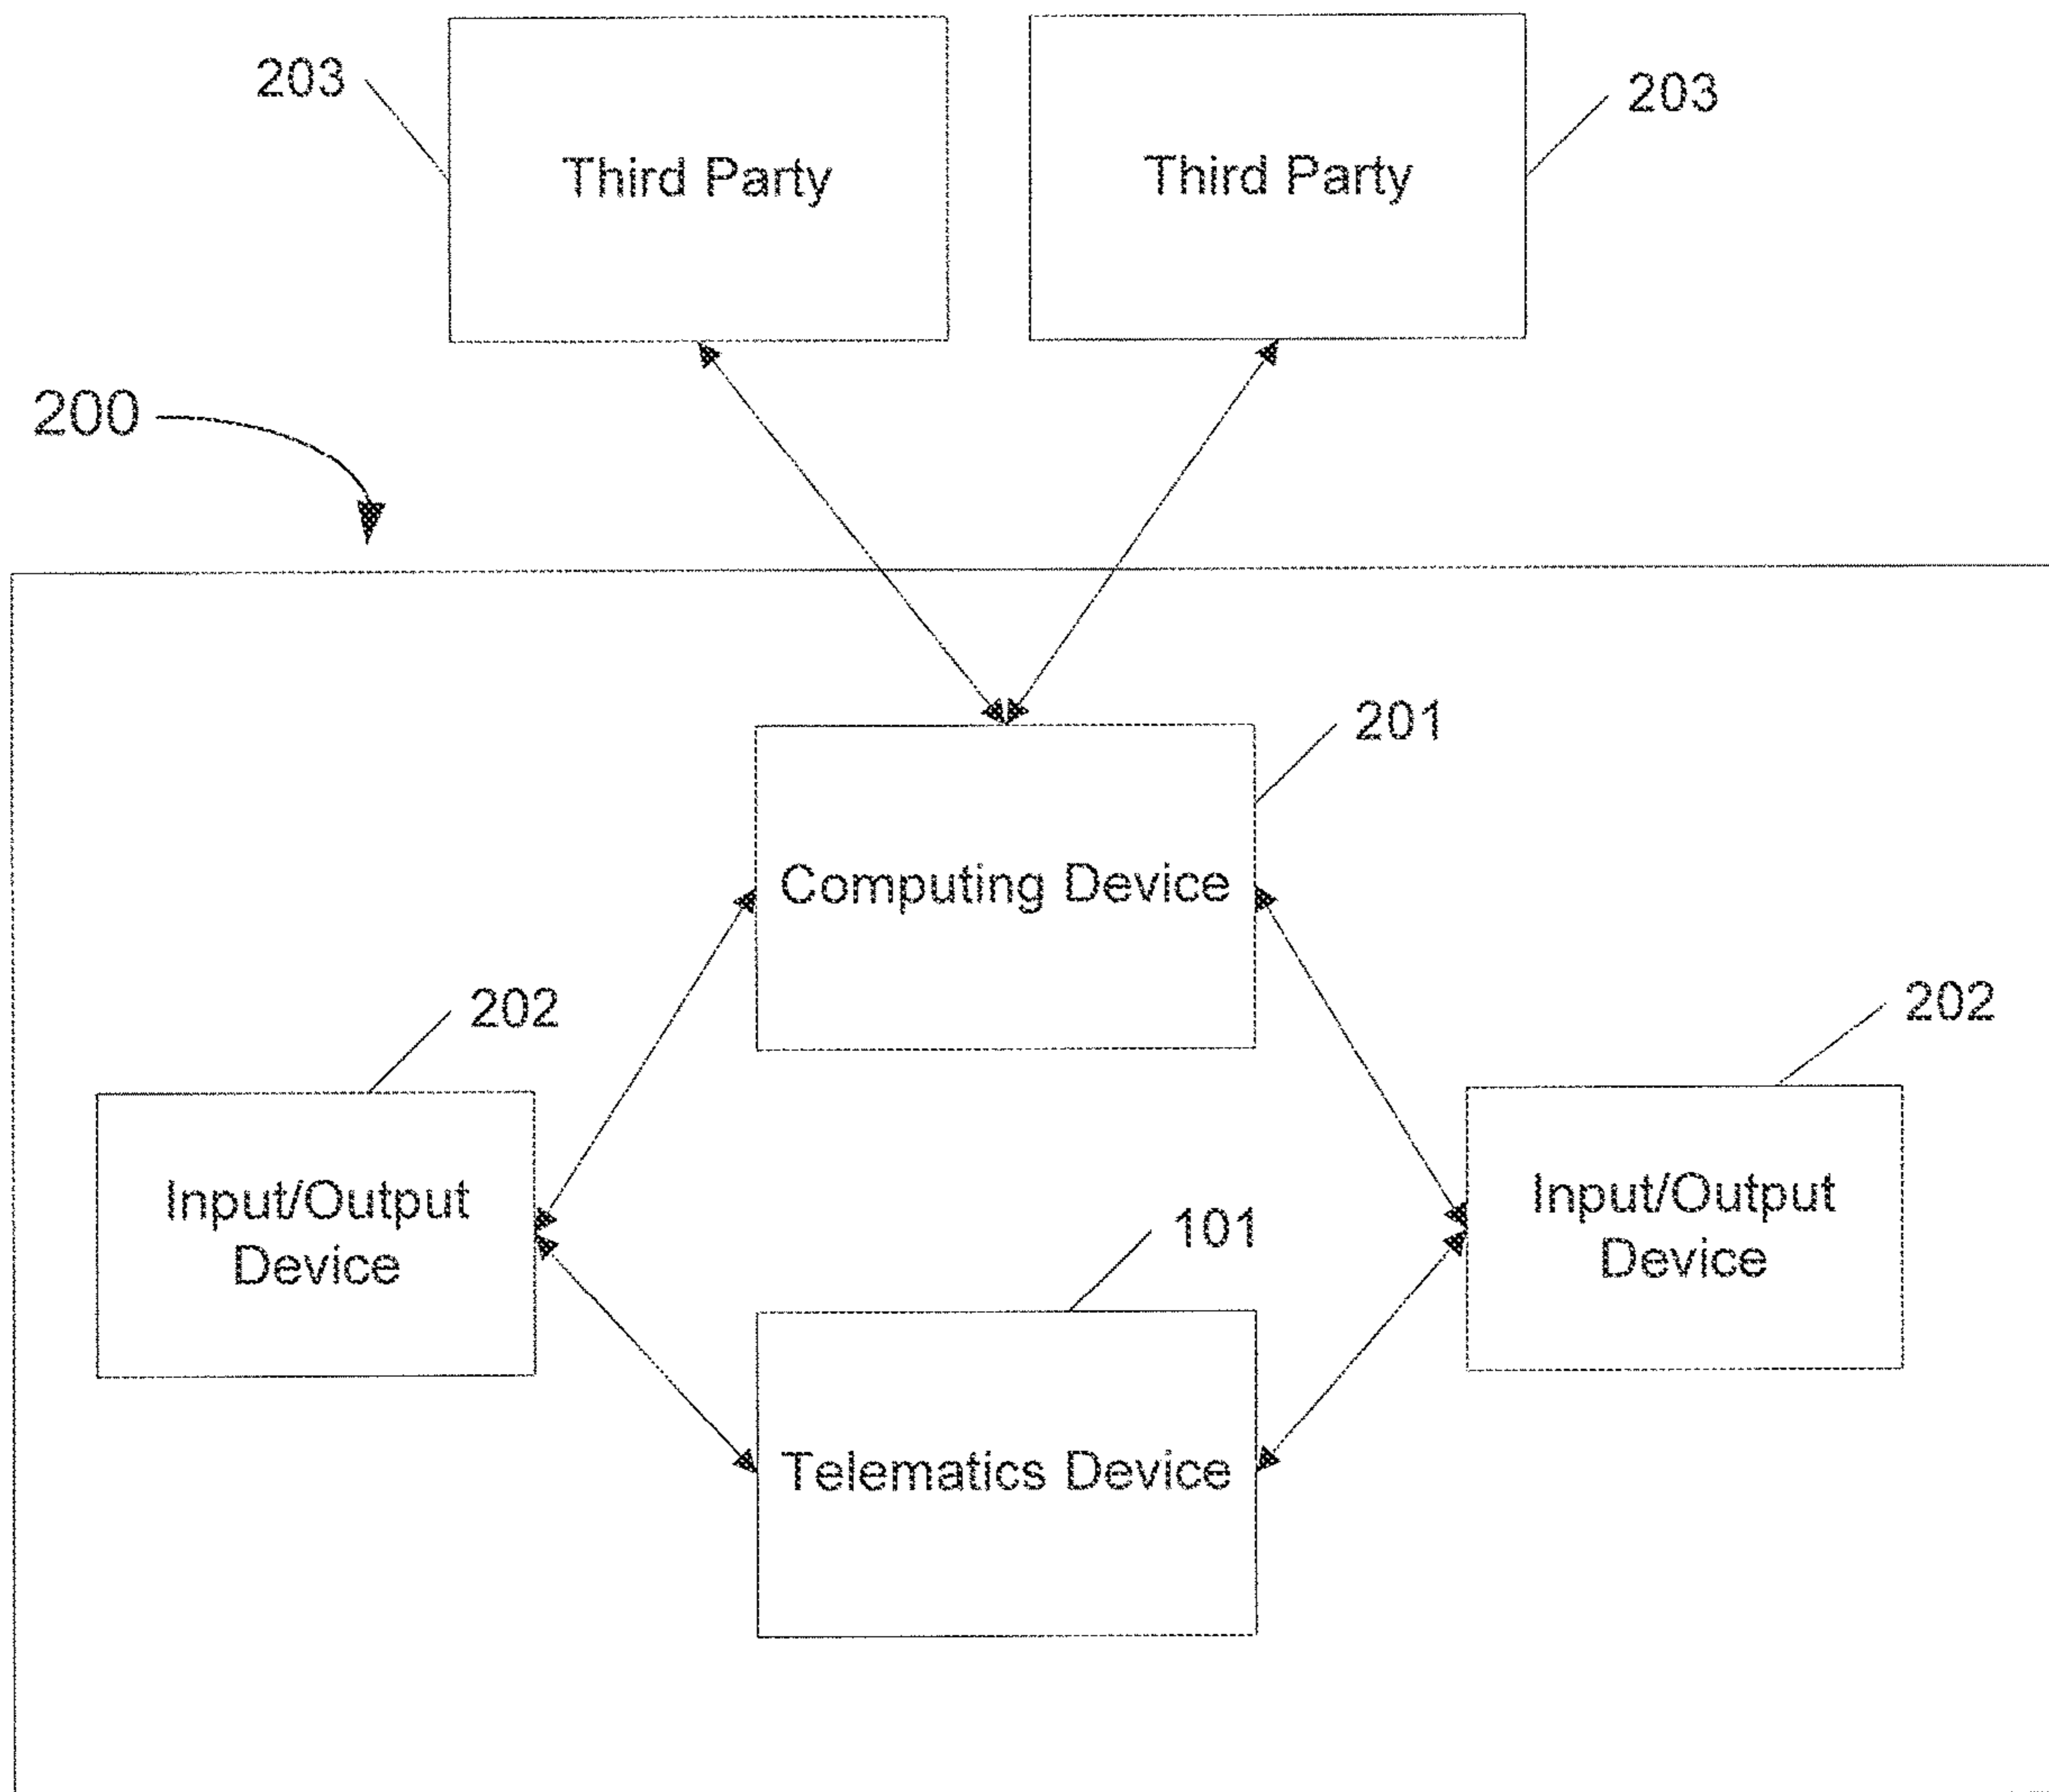 203
Third Party
Third Party
203
200
201
Computing Device
202
202
Input/Output
Device
Input/Output
Device
101
Telematics Device